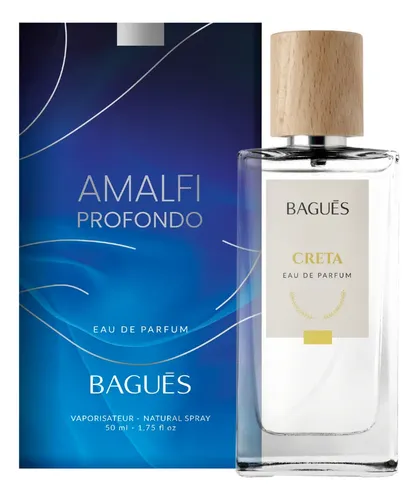 AMALFI
PROFONDO
EAU DE PARFUM
BAGUĒS
VAPORISATEUR - NATURAL SPRAY
50 ml - 1.75 fl oz
BAGUĒS
CRETA
EAU DE PARFUM